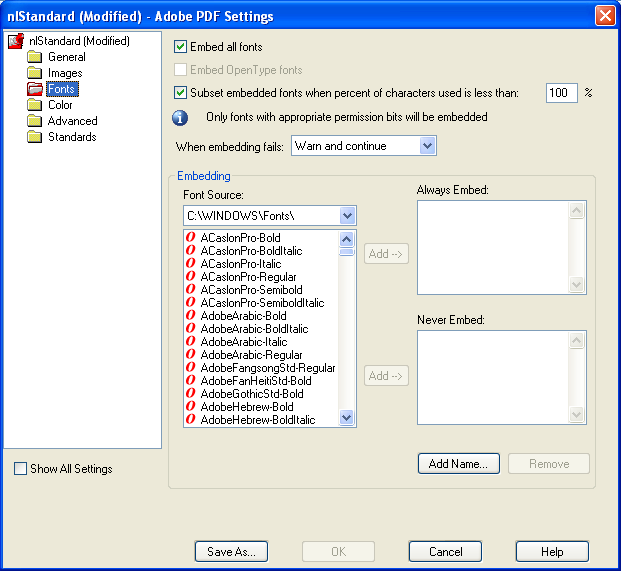 nlStandard (Modified) - Adobe PDF Settings
nlStandard (Modified)
General
Images
Fonts
Color
Advanced
Standards
Show All Settings
Embed all fonts
Embed OpenType fonts
Subset embedded fonts when percent of characters used is less than: 100 %
Only fonts with appropriate permission bits will be embedded
When embedding fails: Warn and continue
Embedding
Font Source:
C:\WINDOWS\Fonts\
ACaslonPro-Bold
ACaslonPro-BoldItalic
ACaslonPro-Italic
ACaslonPro-Regular
ACaslonPro-Semibold
ACaslonPro-SemiboldItalic
AdobeArabic-Bold
AdobeArabic-BoldItalic
AdobeArabic-Italic
AdobeArabic-Regular
AdobeFangsongStd-Regular
AdobeFanHeitiStd-Bold
AdobeGothicStd-Bold
AdobeHebrew-Bold
AdobeHebrew-BoldItalic
Add -->
Add -->
Always Embed:
Never Embed:
Add Name...
Remove
Save As...
OK
Cancel
Help